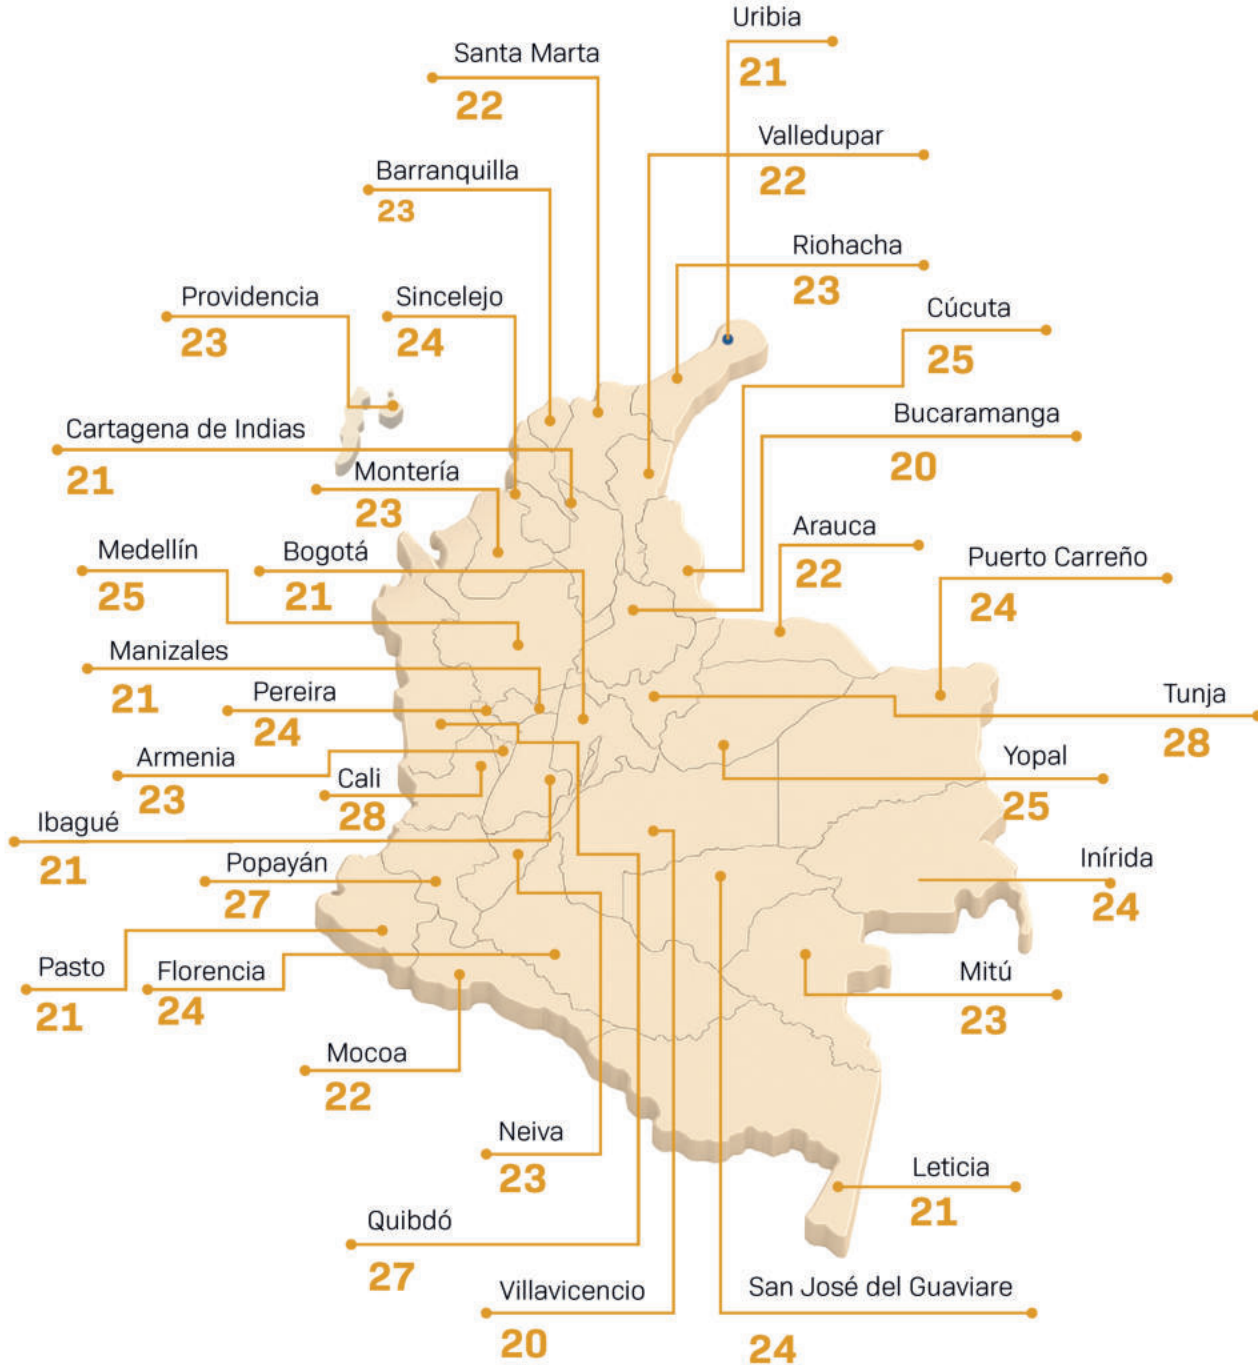 Uribia
21
Santa Marta
22
Valledupar
22
Barranquilla
23
Riohacha
23
Providencia
23
Sincelejo
24
Cúcuta
25
Bucaramanga
20
Cartagena de Indias
21
Montería
23
Arauca
22
Medellín
25
Bogotá
21
Puerto Carreño
24
Manizales
21
Pereira
24
Tunja
28
Armenia
23
Cali
28
Yopal
25
Ibagué
21
Popayán
27
Inírida
24
Pasto
21
Florencia
24
Mitú
23
Mocoa
22
Neiva
23
Leticia
21
Quibdó
27
Villavicencio
20
San José del Guaviare
24